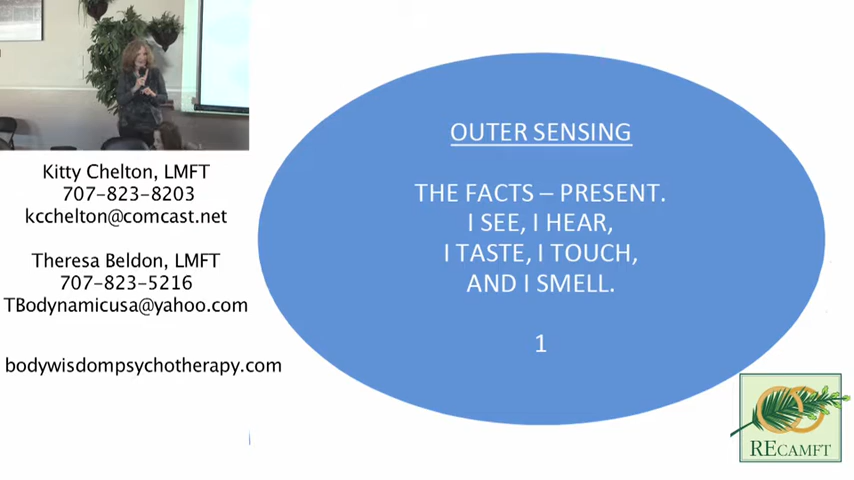 Kitty Chelton, LMFT
707-823-8203
kcchelton@comcast.net
Theresa Beldon, LMFT
707-823-5216
TBodynamicusa@yahoo.com
bodywisdompsychotherapy.com
OUTER SENSING
THE FACTS – PRESENT.
I SEE, I HEAR,
I TASTE, I TOUCH,
AND I SMELL.
1
RECAMFT